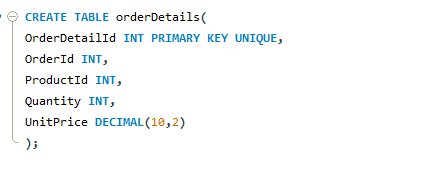 CREATE TABLE orderDetails(
OrderDetailId INT PRIMARY KEY UNIQUE,
OrderId INT,
ProductId INT,
Quantity INT,
UnitPrice DECIMAL(10,2)
);